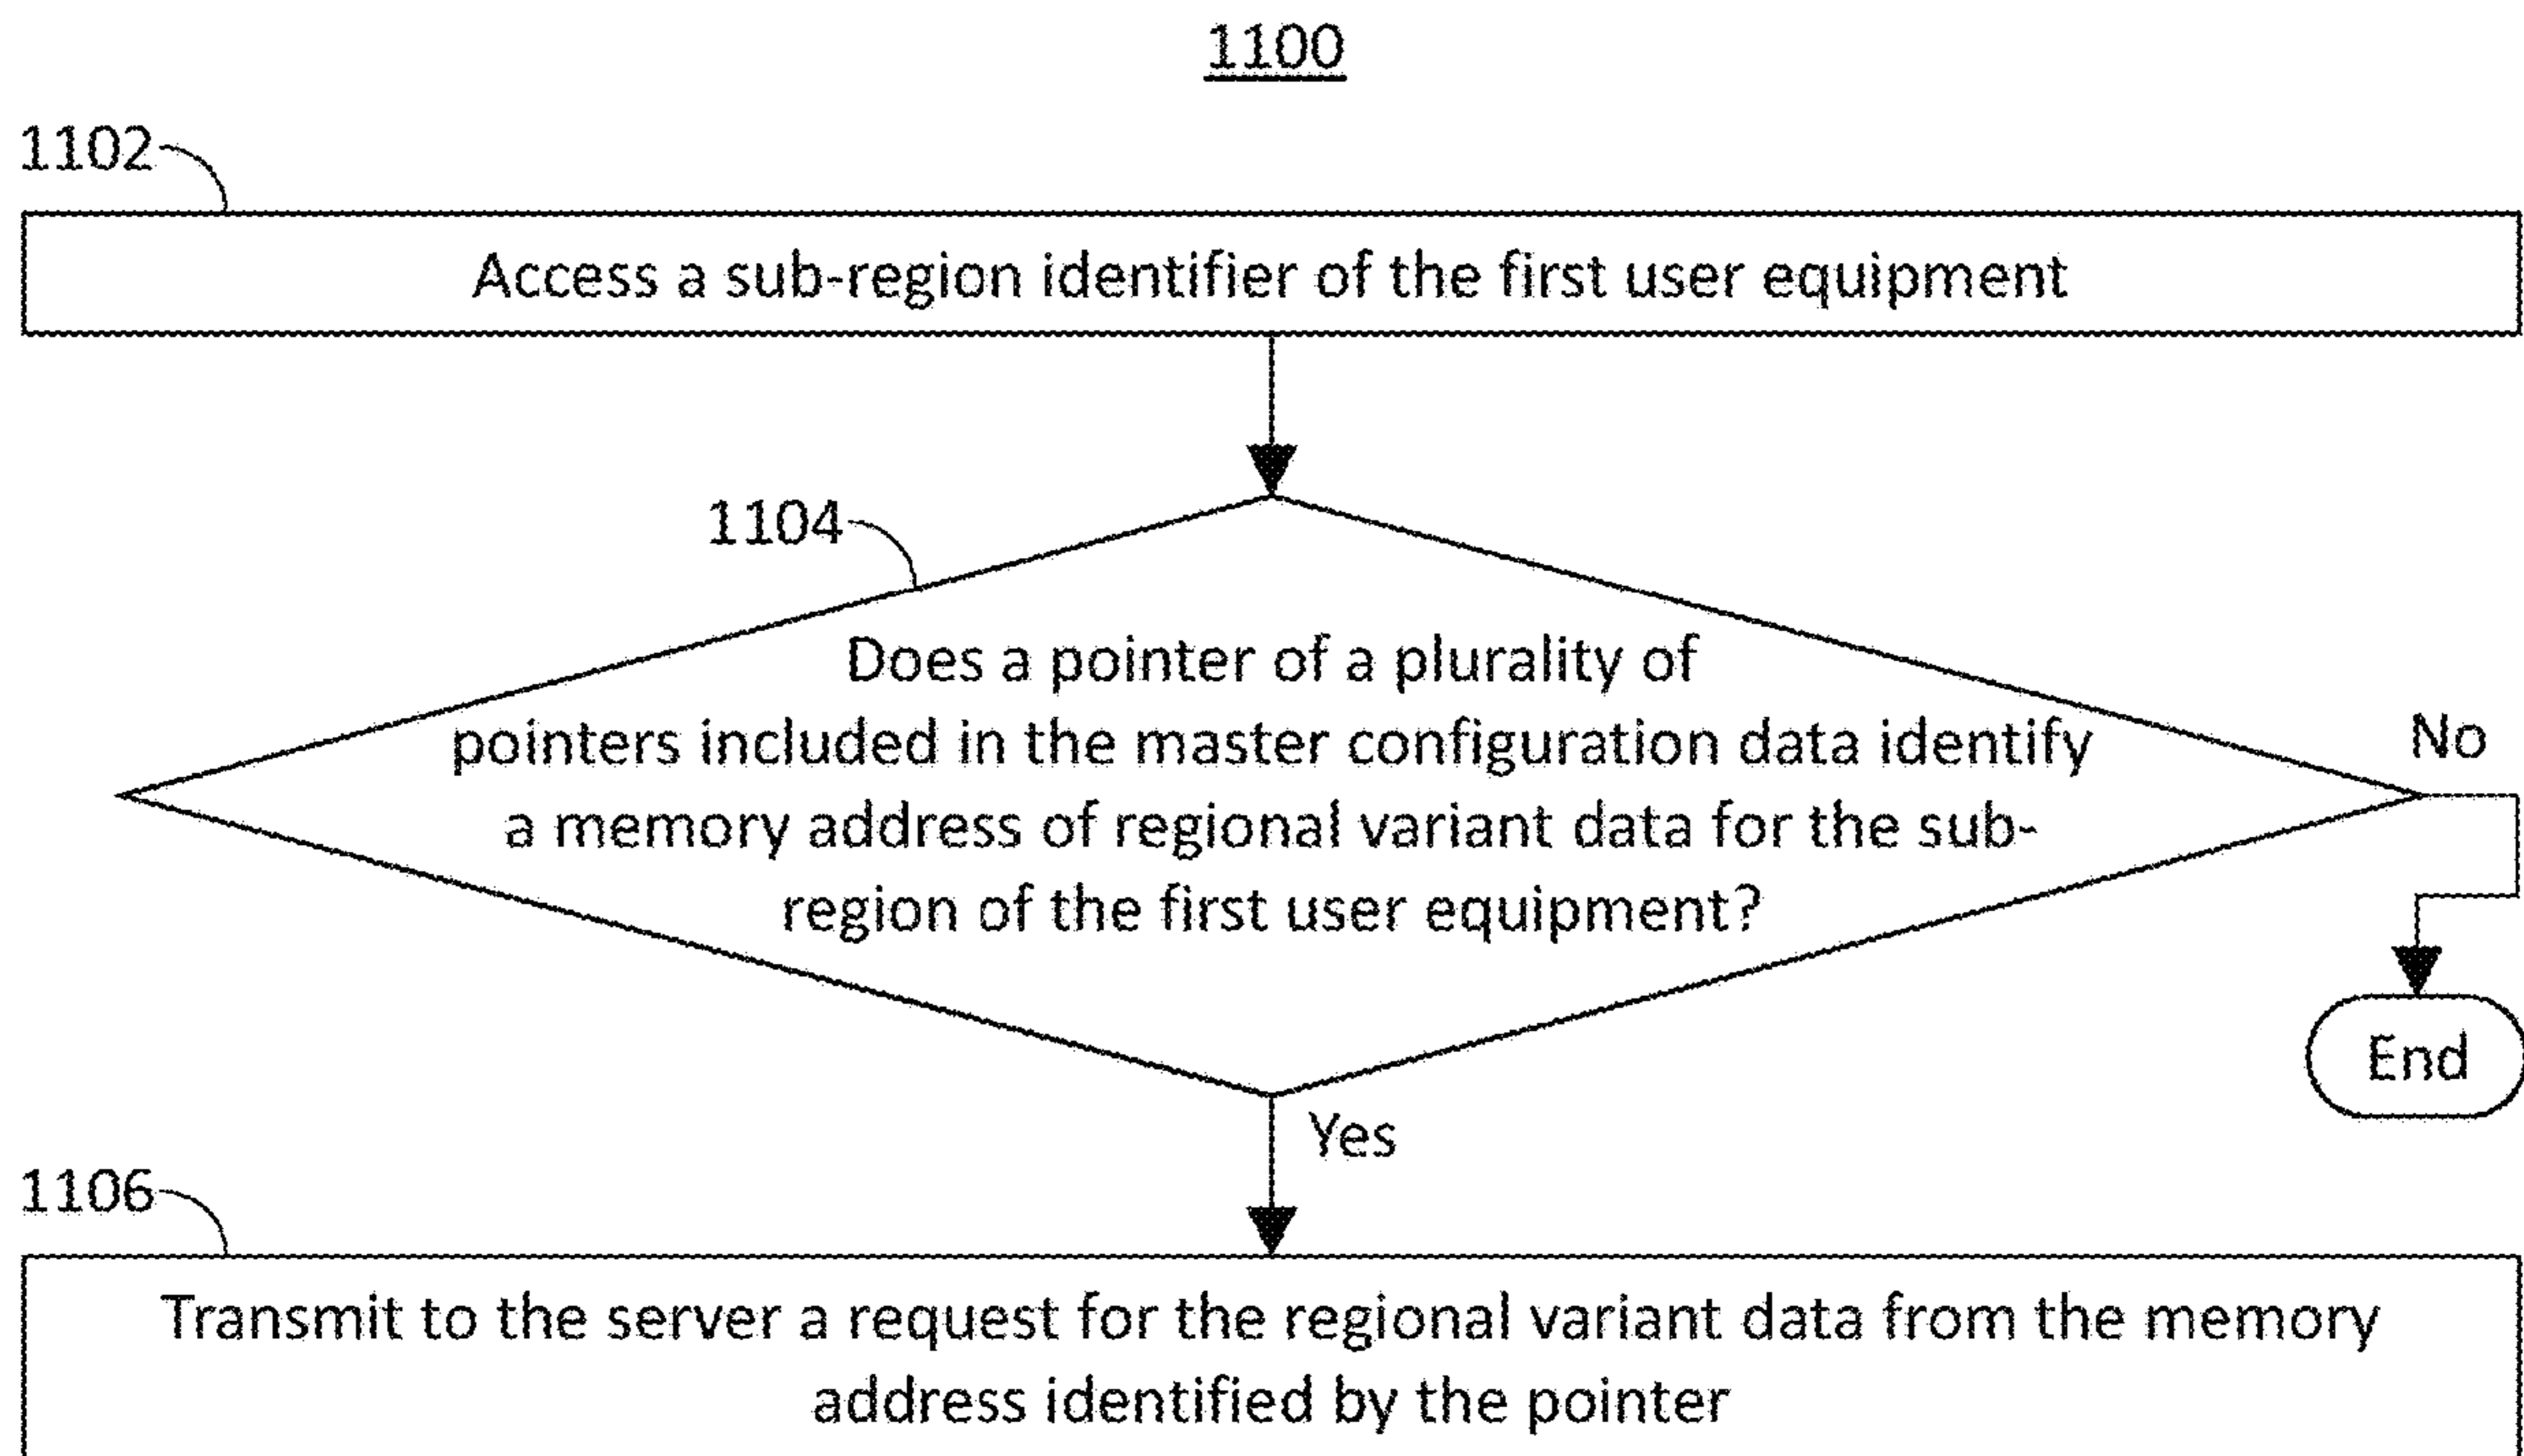 1100
1102
Access a sub-region identifier of the first user equipment
1104
Does a pointer of a plurality of
pointers included in the master configuration data identify
a memory address of regional variant data for the sub-
region of the first user equipment?
No
End
Yes
1106
Transmit to the server a request for the regional variant data from the memory
address identified by the pointer